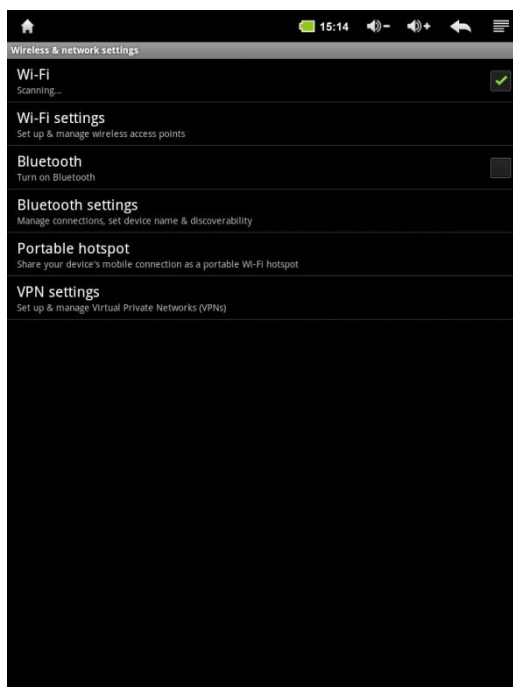 15:14
Wireless & network settings
Wi-Fi
Scanning...
Wi-Fi settings
Set up & manage wireless access points
Bluetooth
Turn on Bluetooth
Bluetooth settings
Manage connections, set device name & discoverability
Portable hotspot
Share your device's mobile connection as a portable Wi-Fi hotspot
VPN settings
Set up & manage Virtual Private Networks (VPNs)